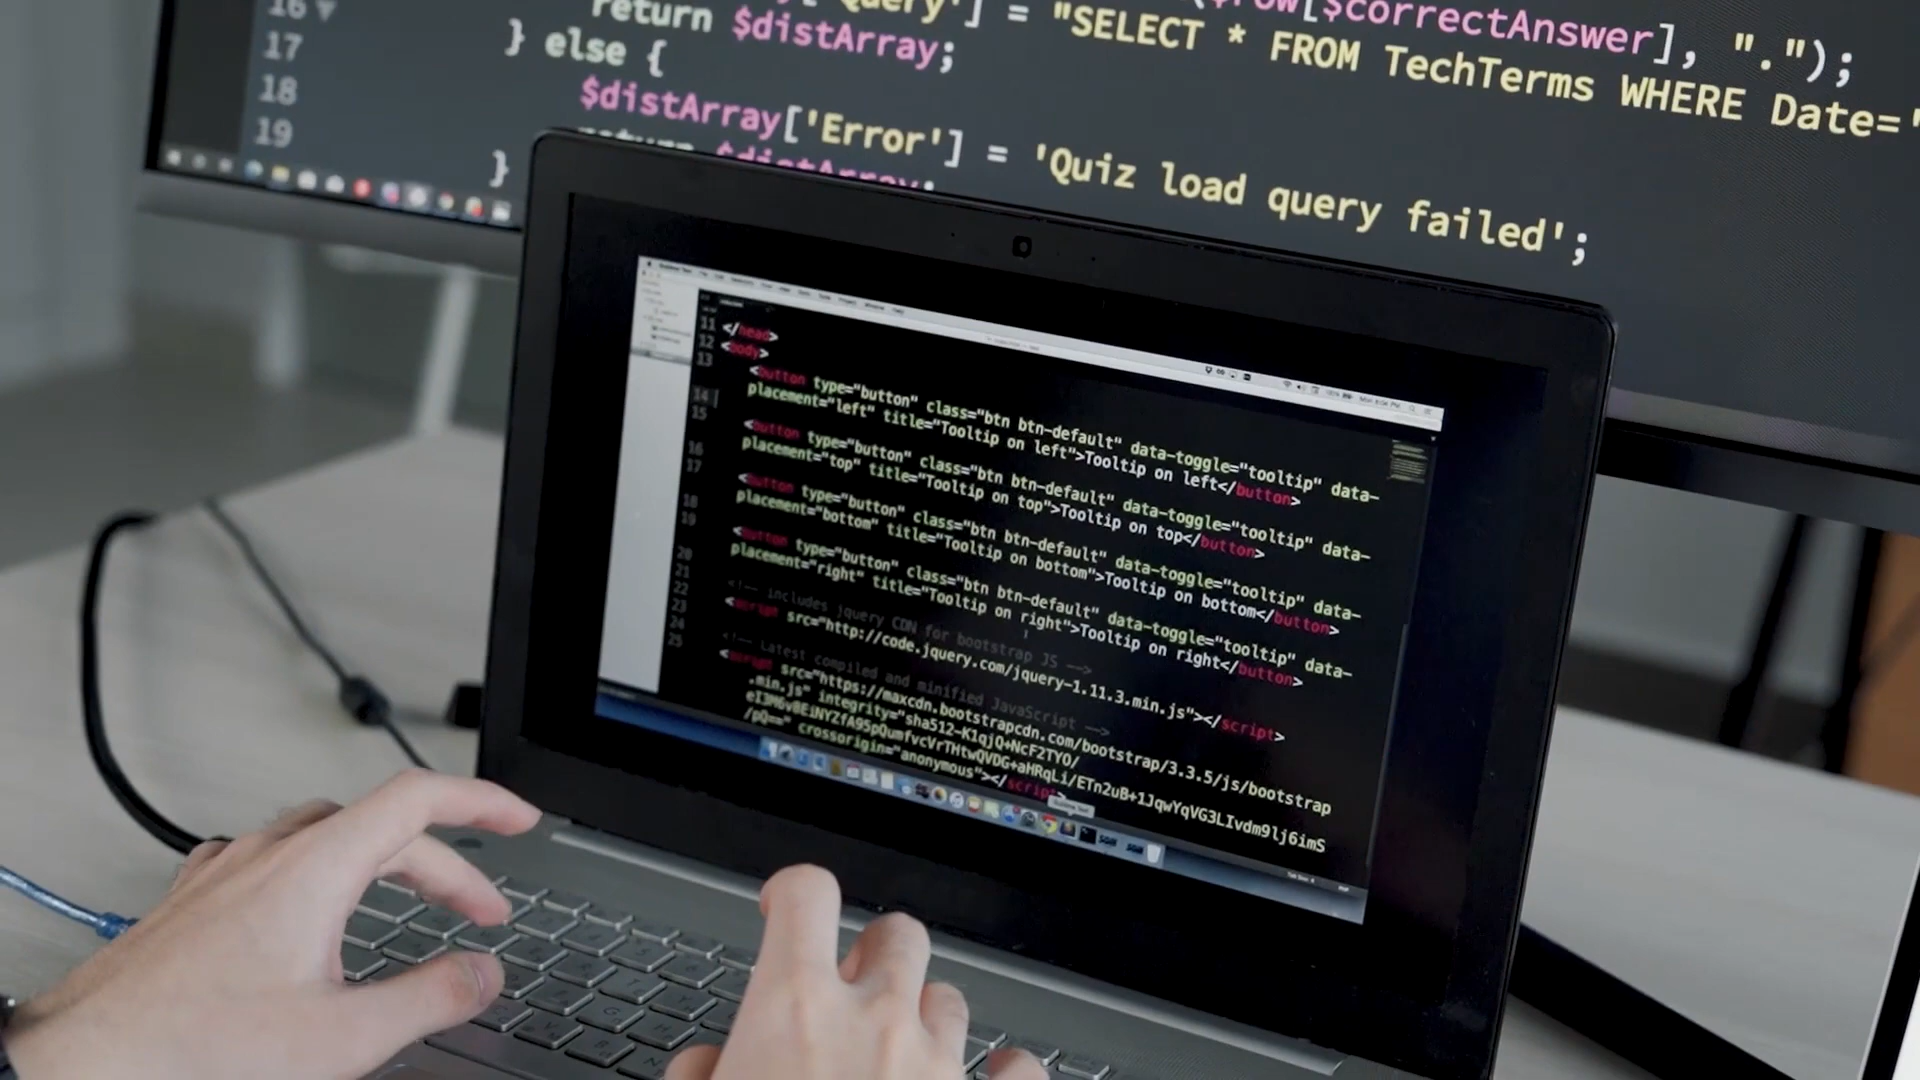 16
return $distArray;
'Query'] = "SELECT * FROM TechTerms WHERE Date='
$row[$correctAnswer], ".");
17
} else {
18
$distArray['Error'] = 'Quiz load query failed';
19
return $distArray;
}
11
</head>
12
<body>
13
<button type="button" class="btn btn-default" data-toggle="tooltip" data-
placement="left" title="Tooltip on left">Tooltip on left</button>
14
15
<button type="button" class="btn btn-default" data-toggle="tooltip" data-
placement="top" title="Tooltip on top">Tooltip on top</button>
16
17
<button type="button" class="btn btn-default" data-toggle="tooltip" data-
placement="bottom" title="Tooltip on bottom">Tooltip on bottom</button>
18
19
<button type="button" class="btn btn-default" data-toggle="tooltip" data-
placement="right" title="Tooltip on right">Tooltip on right</button>
20
21
<!-- includes jquery CDN for bootstrap JS -->
22
<script src="http://code.jquery.com/jquery-1.11.3.min.js"></script>
23
24
<!-- Latest compiled and minified JavaScript -->
25
<script src="https://maxcdn.bootstrapcdn.com/bootstrap/3.3.5/js/bootstrap
.min.js" integrity="sha512-K1qjQ+NcF2TYO/
eI3M6v8EiNYZfA95pQumfvcVrTHtwQVDG+aHRqLi/ETn2uB+1JqwYqVG3LIvdm9lj6imS
/pQ==" crossorigin="anonymous"></script>